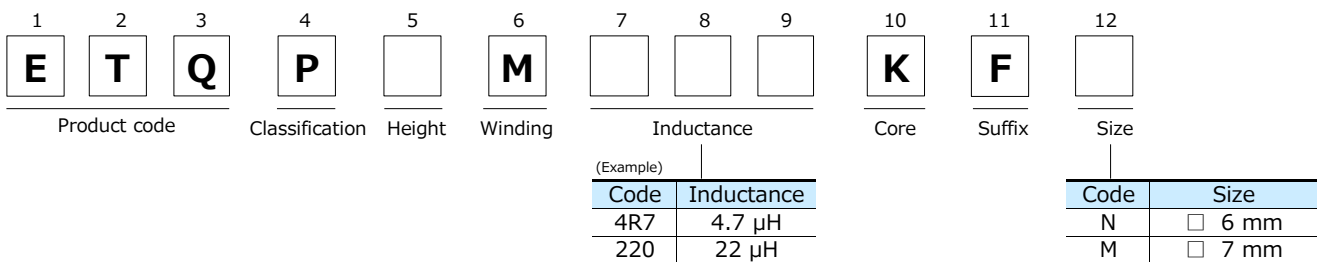 1 2 3 4 5 6 7 8 9 10 11 12
E T Q P M K F
Product code Classification Height Winding Inductance Core Suffix Size
(Example)
Code Inductance
4R7 4.7 µH
220 22 µH
Code Size
N □ 6 mm
M □ 7 mm